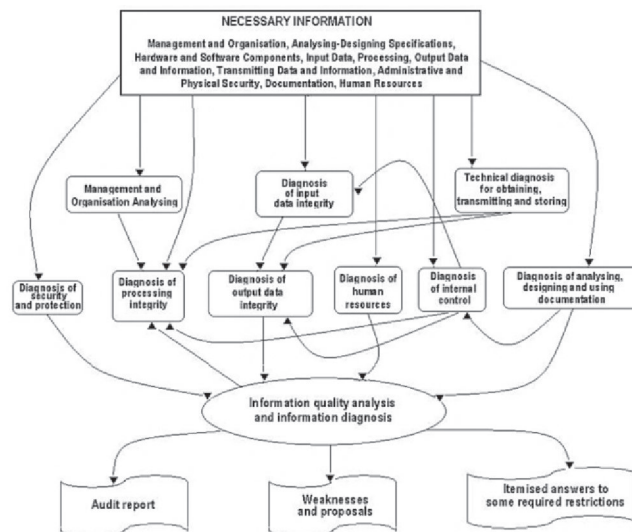 NECESSARY INFORMATION
Management and Organisation, Analysing-Designing Specifications,
Hardware and Software Components, Input Data, Processing, Output Data
and Information, Transmitting Data and Information, Administrative and
Physical Security, Documentation, Human Resources
Management and
Organisation Analysing
Diagnosis
of input
data integrity
Technical diagnosis
for obtaining,
transmitting and storing
Diagnosis of
security
and protection
Diagnosis of
processing
integrity
Diagnosis of
output data
integrity
Diagnosis of
human
resources
Diagnosis
of internal
control
Diagnosis of analysing,
designing and using
documentation
Information quality analysis
and information diagnosis
Audit report
Weaknesses
and proposals
Itemised answers to
some required restrictions